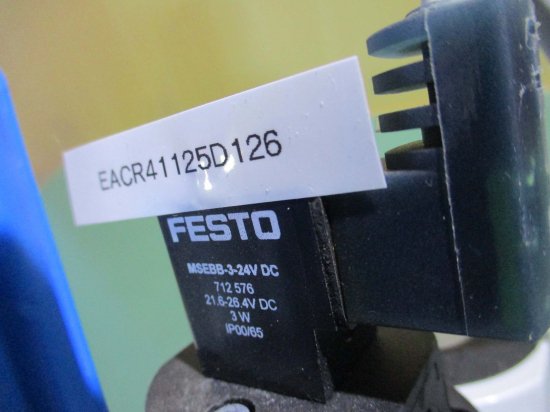 EACR41125D126
FESTO
MSEBB-3-24V DC
712 576
21.6-26.4V DC
3 W
IP00/65